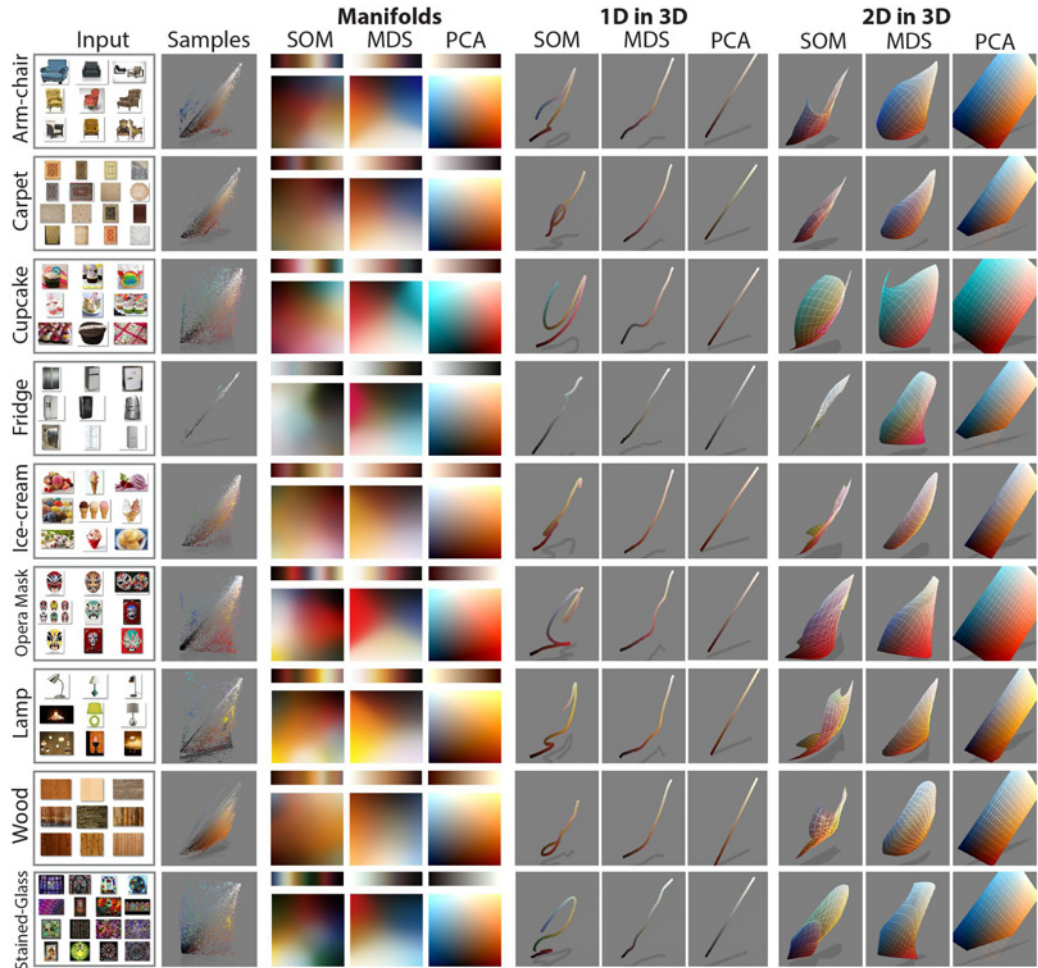 Manifolds 1D in 3D 2D in 3D
Input Samples SOM MDS PCA SOM MDS PCA SOM MDS PCA
Arm-chair
Carpet
Cupcake
Fridge
Ice-cream
Opera Mask
Lamp
Wood
Stained-Glass